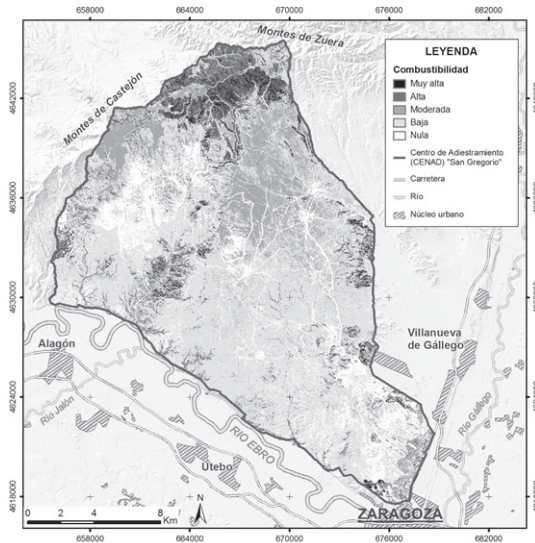 658000
664000
670000
676000
682000
Montes de Zuera
Montes de Castejón
LEYENDA
Combustibilidad
Muy alta
Alta
Moderada
Baja
Nula
Centro de Adiestramiento
(CENAD) "San Gregorio"
Carretera
Río
Núcleo urbano
4642000
4636000
4630000
4624000
4618000
Alagón
Villanueva
de Gállego
Río Jalón
RÍO EBRO
Río Gállego
Utebo
ZARAGOZA
0 2 4 8
Km
N
658000
664000
670000
676000
682000